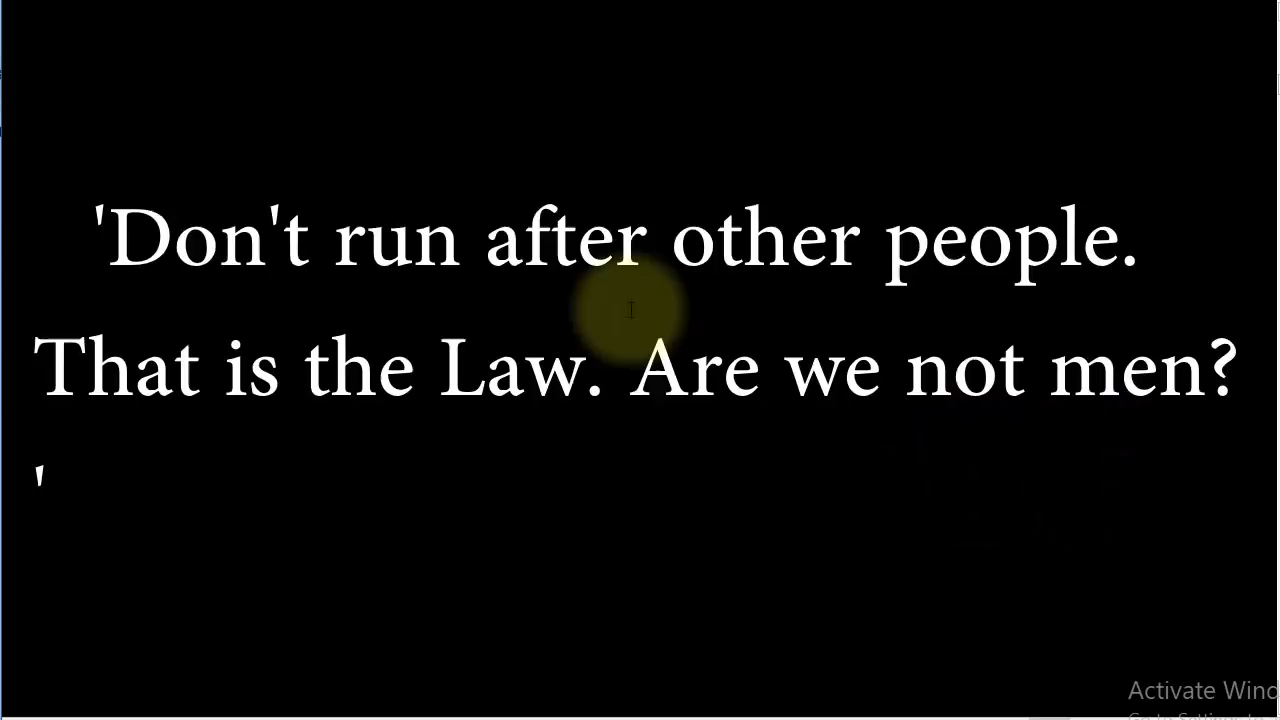 'Don't run after other people.
That is the Law. Are we not men?
'
Activate Wind